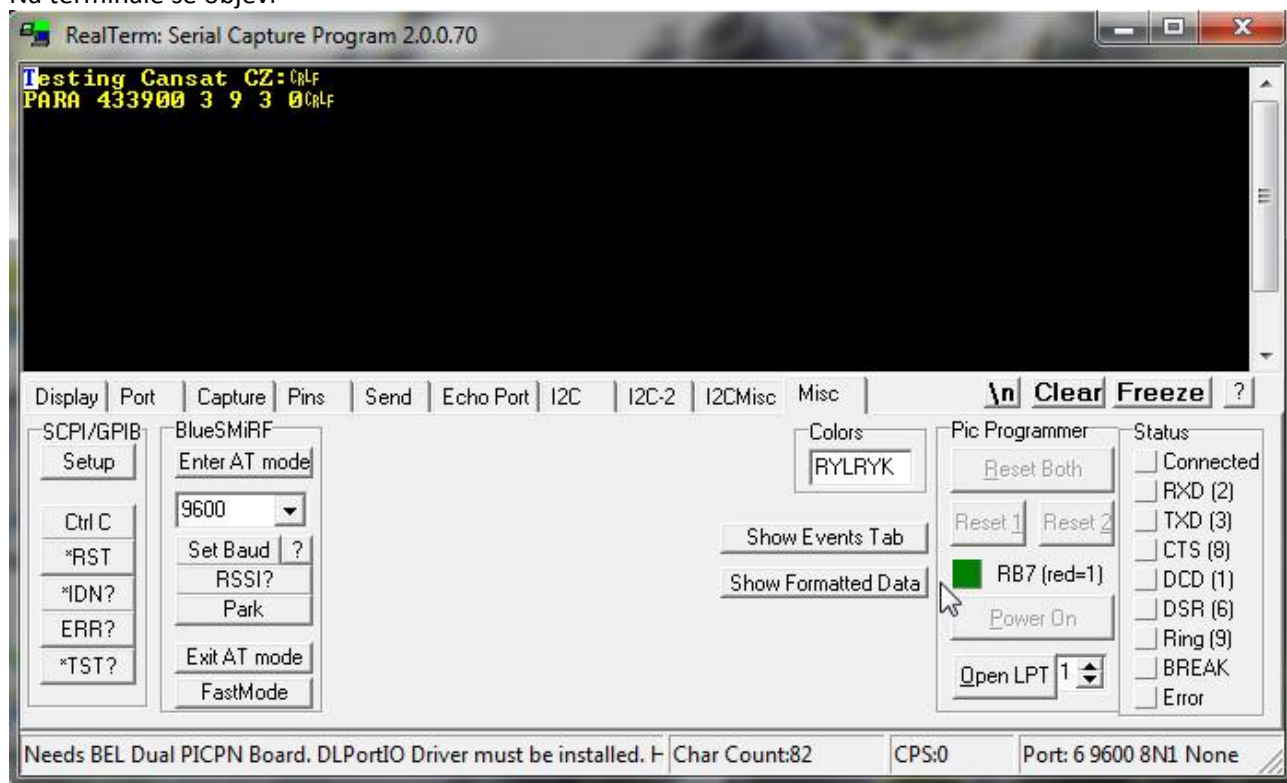 Na terminále se objeví
RealTerm: Serial Capture Program 2.0.0.70
Testing Cansat CZ:CRLF
PARA 433900 3 9 3 0CRLF
Display Port Capture Pins Send Echo Port I2C I2C-2 I2CMisc Misc \n Clear Freeze ?
SCPI/GPIB
Setup
Ctrl C
*RST
*IDN?
ERR?
*TST?
BlueSMiRF
Enter AT mode
9600
Set Baud ?
RSSI?
Park
Exit AT mode
FastMode
Colors
RYLRYK
Show Events Tab
Show Formatted Data
Pic Programmer
Reset Both
Reset 1 Reset 2
RB7 (red=1)
Power On
Open LPT 1
Status
Connected
RXD (2)
TXD (3)
CTS (8)
DCD (1)
DSR (6)
Ring (9)
BREAK
Error
Needs BEL Dual PICPN Board. DLPortIO Driver must be installed. H Char Count:82 CPS:0 Port: 6 9600 8N1 None